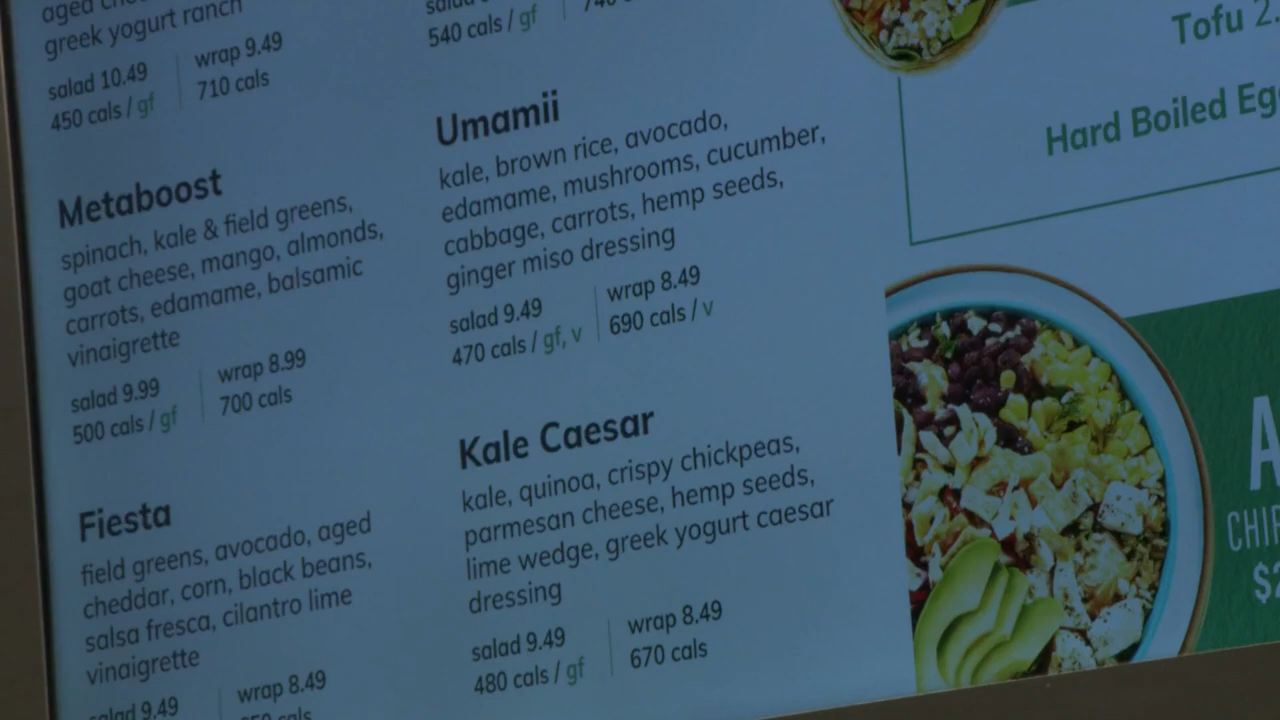 greek yogurt ranch
salad 10.49
450 cals / gf
wrap 9.49
710 cals
Metaboost
spinach, kale & field greens,
goat cheese, mango, almonds,
carrots, edamame, balsamic
vinaigrette
salad 9.99
500 cals / gf
wrap 8.99
700 cals
Fiesta
field greens, avocado, aged
cheddar, corn, black beans,
salsa fresca, cilantro lime
vinaigrette
salad 9.49
wrap 8.49
cals
540 cals / gf
Umamii
kale, brown rice, avocado,
edamame, mushrooms, cucumber,
cabbage, carrots, hemp seeds,
ginger miso dressing
salad 9.49
470 cals / gf, v
wrap 8.49
690 cals / v
Kale Caesar
kale, quinoa, crispy chickpeas,
parmesan cheese, hemp seeds,
lime wedge, greek yogurt caesar
dressing
salad 9.49
480 cals / gf
wrap 8.49
670 cals
Tofu 2.
Hard Boiled